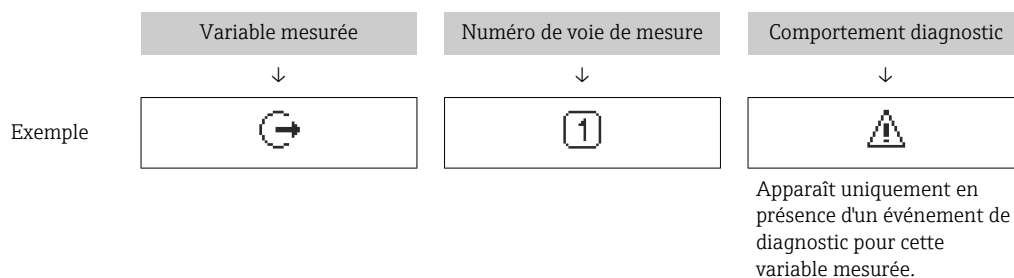 Variable mesurée
Numéro de voie de mesure
Comportement diagnostic
↓
↓
↓
Exemple
1
Apparaît uniquement en
présence d'un événement de
diagnostic pour cette
variable mesurée.